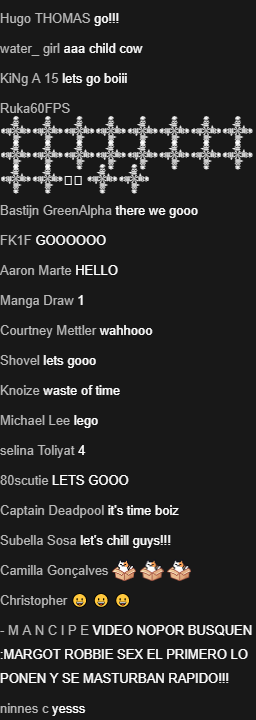 Hugo THOMAS go!!!
water_ girl aaa child cow
KiNg A 15 lets go boiii
Ruka60FPS
Bastijn GreenAlpha there we gooo
FK1F GOOOOOO
Aaron Marte HELLO
Manga Draw 1
Courtney Mettler wahhooo
Shovel lets gooo
Knoize waste of time
Michael Lee lego
selina Toliyat 4
80scutie LETS GOOO
Captain Deadpool it's time boiz
Subella Sosa let's chill guys!!!
Camilla Gonçalves
Christopher 😀 😀 😀
- M A N C I P E VIDEO NOPOR BUSQUEN
:MARGOT ROBBIE SEX EL PRIMERO LO
PONEN Y SE MASTURBAN RAPIDO!!!
ninnes c yesss